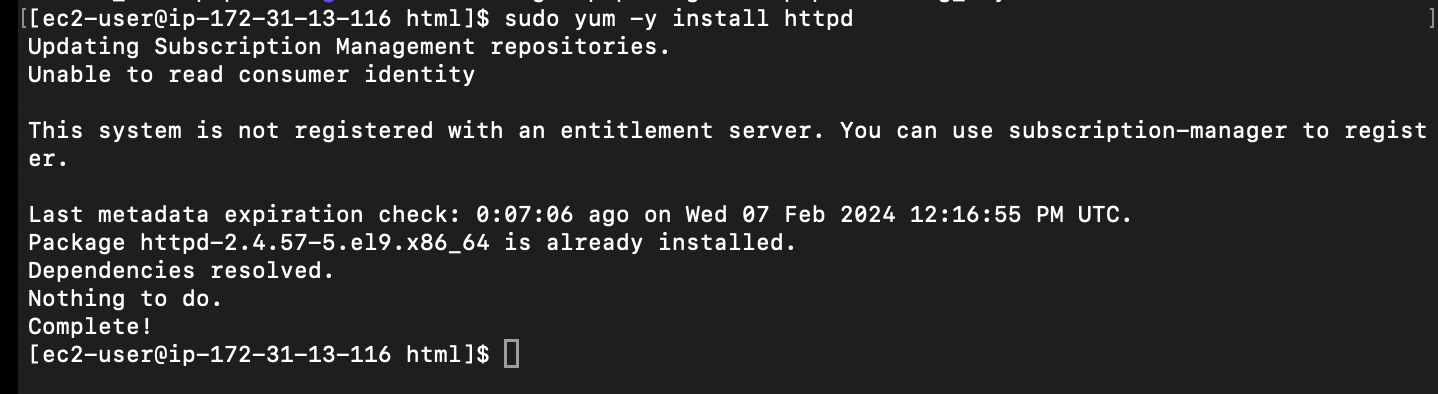 [[ec2-user@ip-172-31-13-116 html]$ sudo yum -y install httpd ]
Updating Subscription Management repositories.
Unable to read consumer identity
This system is not registered with an entitlement server. You can use subscription-manager to regist
er.
Last metadata expiration check: 0:07:06 ago on Wed 07 Feb 2024 12:16:55 PM UTC.
Package httpd-2.4.57-5.el9.x86_64 is already installed.
Dependencies resolved.
Nothing to do.
Complete!
[ec2-user@ip-172-31-13-116 html]$